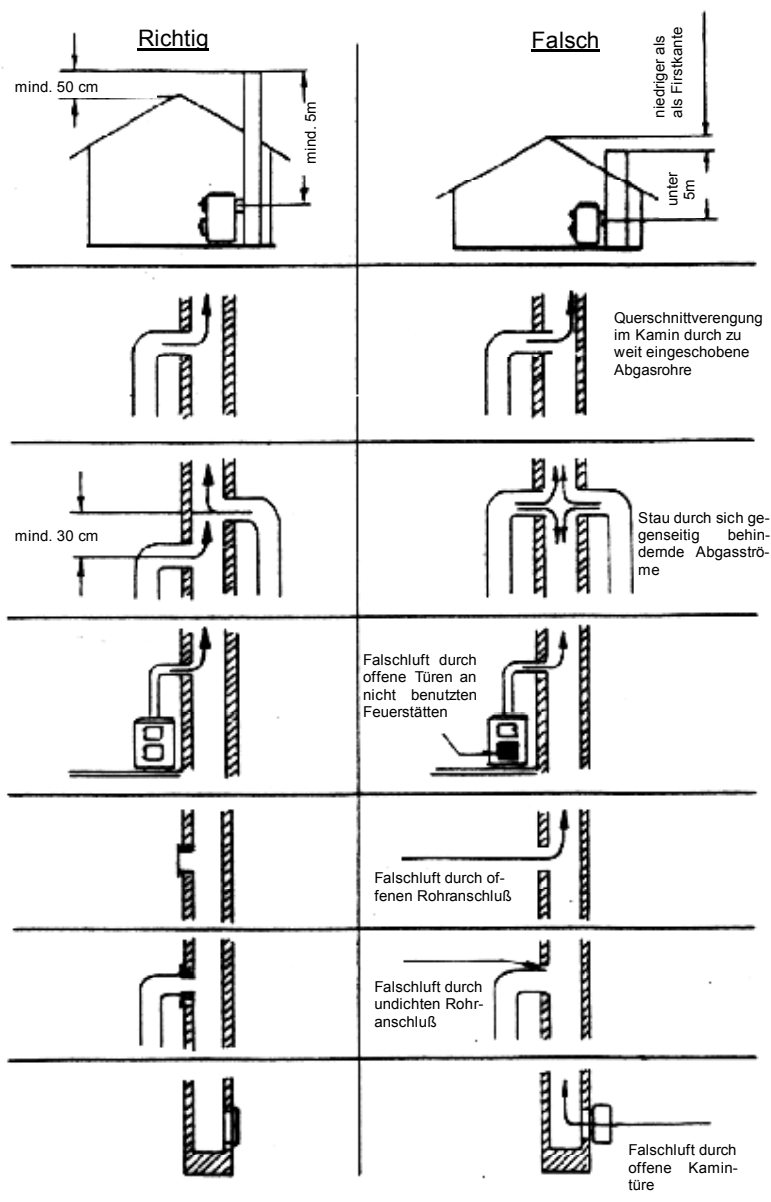 Richtig
Falsch
mind. 50 cm
mind. 5m
niedriger als
als Firstkante
unter
5m
Querschnittverengung
im Kamin durch zu
weit eingeschobene
Abgasrohre
mind. 30 cm
Stau durch sich ge-
genseitig behin-
dernde Abgasströ-
me
Falschluft durch
offene Türen an
nicht benutzten
Feuerstätten
Falschluft durch of-
fenen Rohranschluß
Falschluft durch
undichten Rohr-
anschluß
Falschluft durch
offene Kamin-
türe